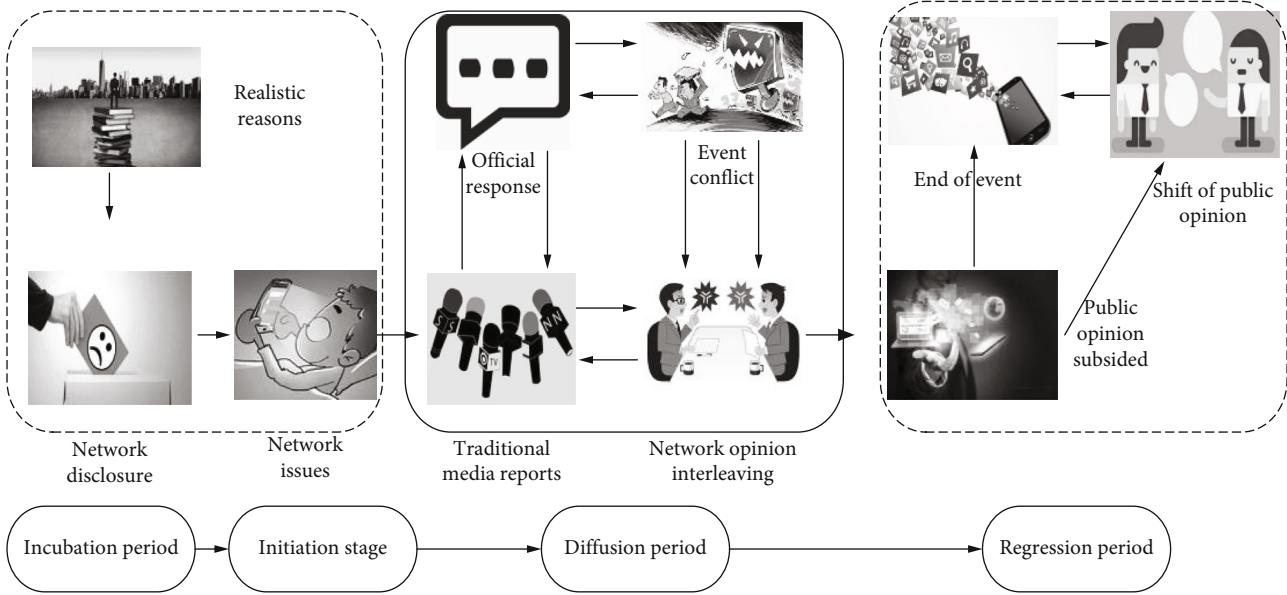 Realistic
reasons
Official
response
Event
conflict
End of event
Shift of public
opinion
Public
opinion
subsided
S S
N N
TV
Network
disclosure
Network
issues
Traditional
media reports
Network opinion
interleaving
Incubation period
Initiation stage
Diffusion period
Regression period